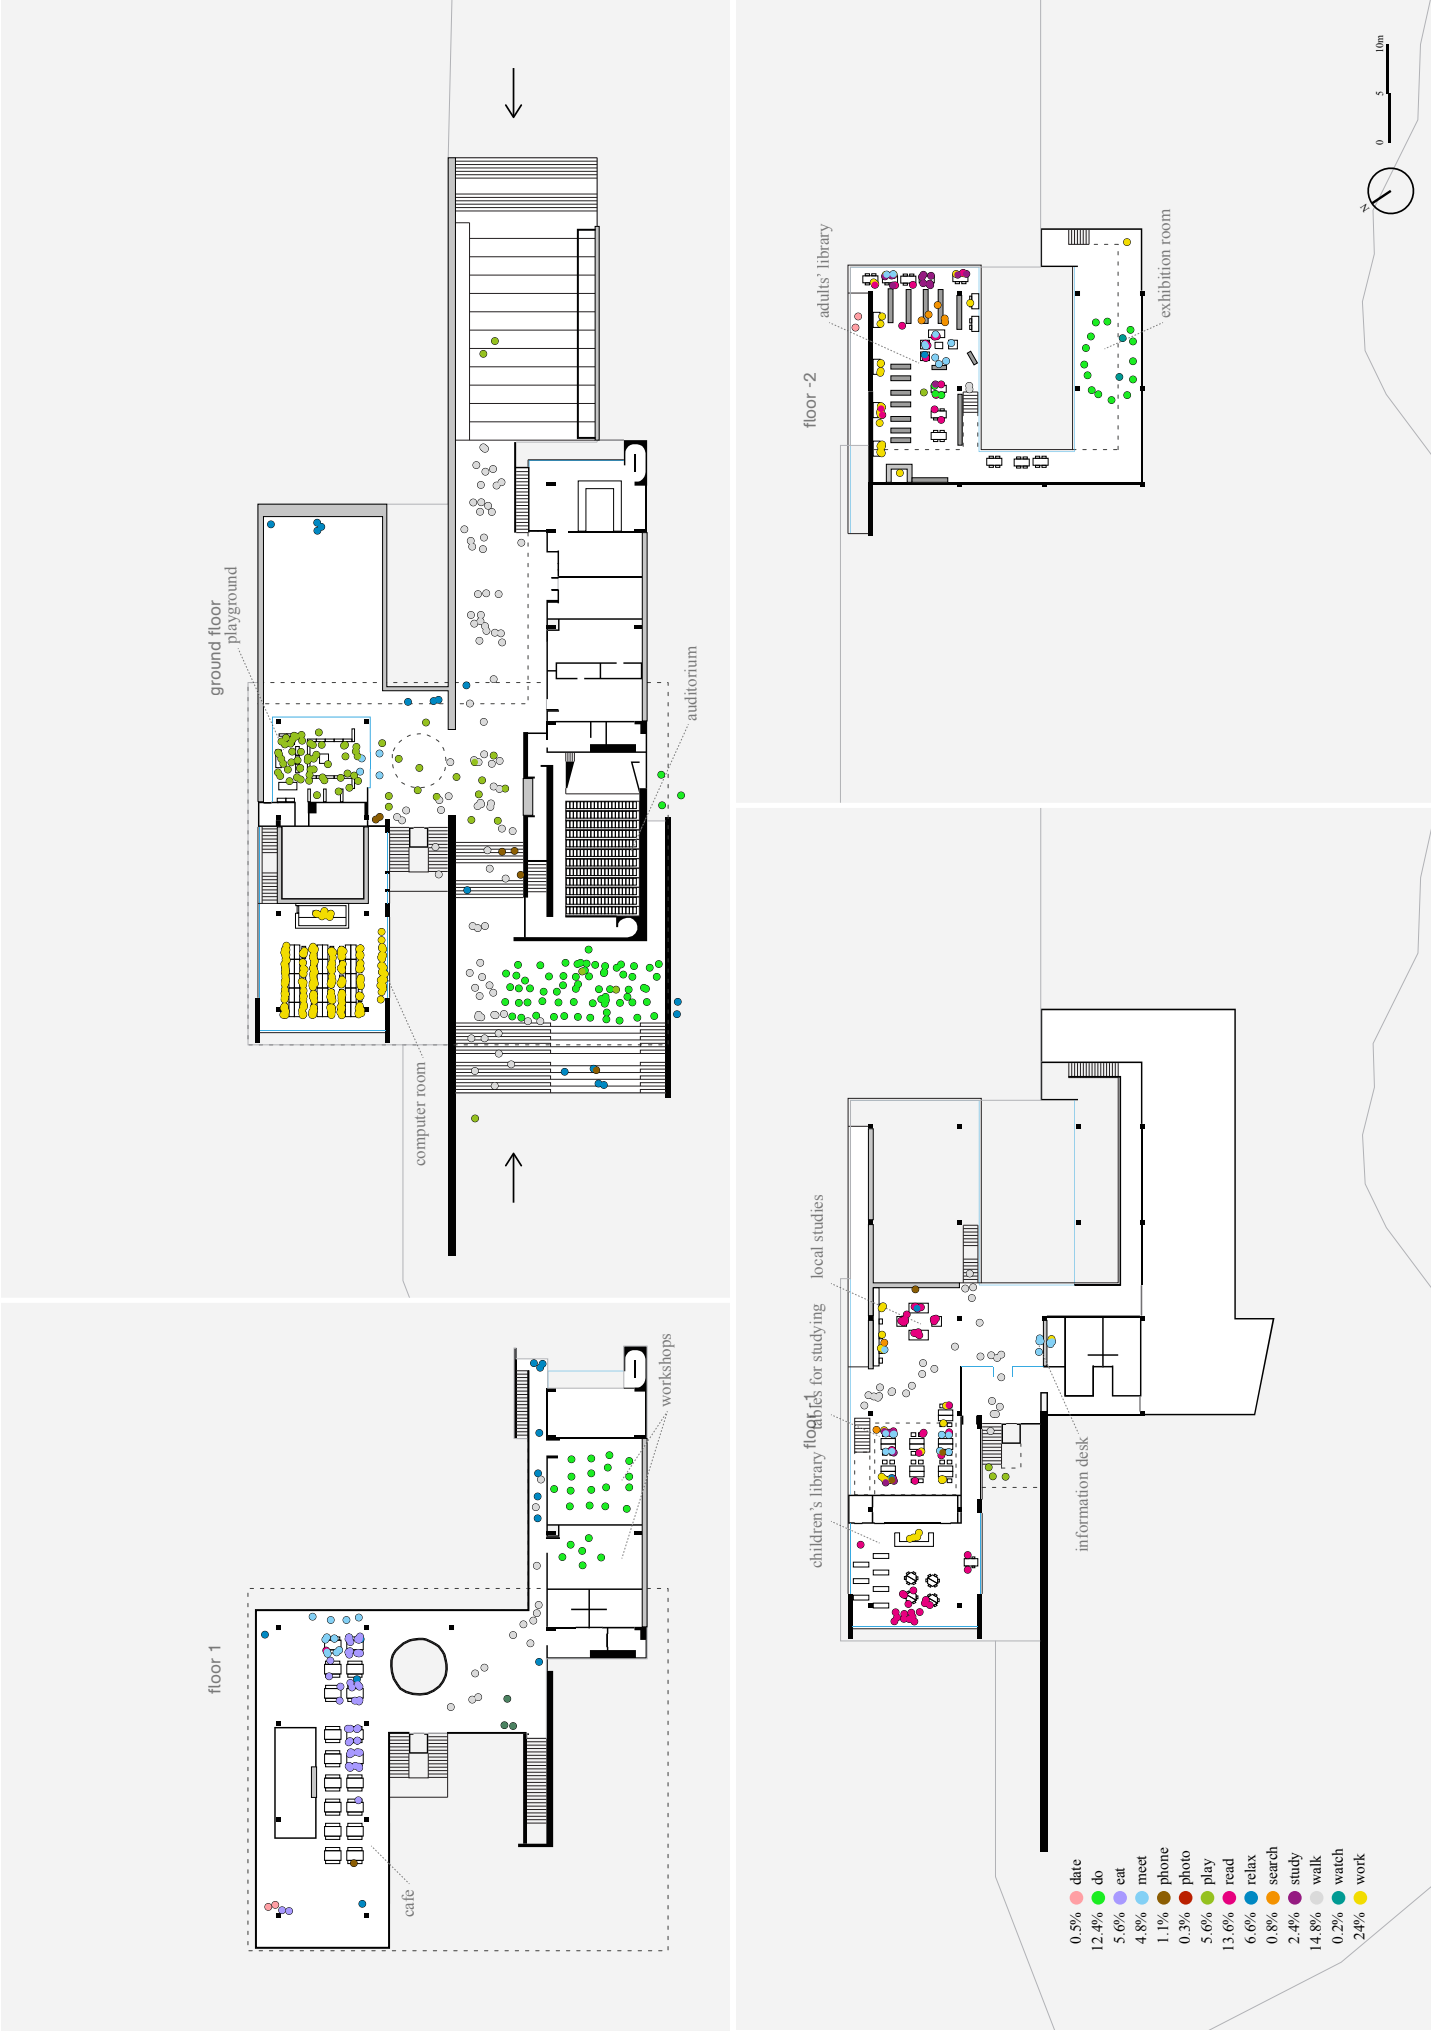 ground floor
playground
auditorium
computer room
floor 1
workshops
cafe
floor -2
adults' library
exhibition room
N
0 5 10m
floor -1
local studies
tables for studying
children's library
information desk
0.5% date
12.4% do
5.6% eat
4.8% meet
1.1% phone
0.3% photo
5.6% play
13.6% read
6.6% relax
0.8% search
2.4% study
14.8% walk
0.2% watch
24% work